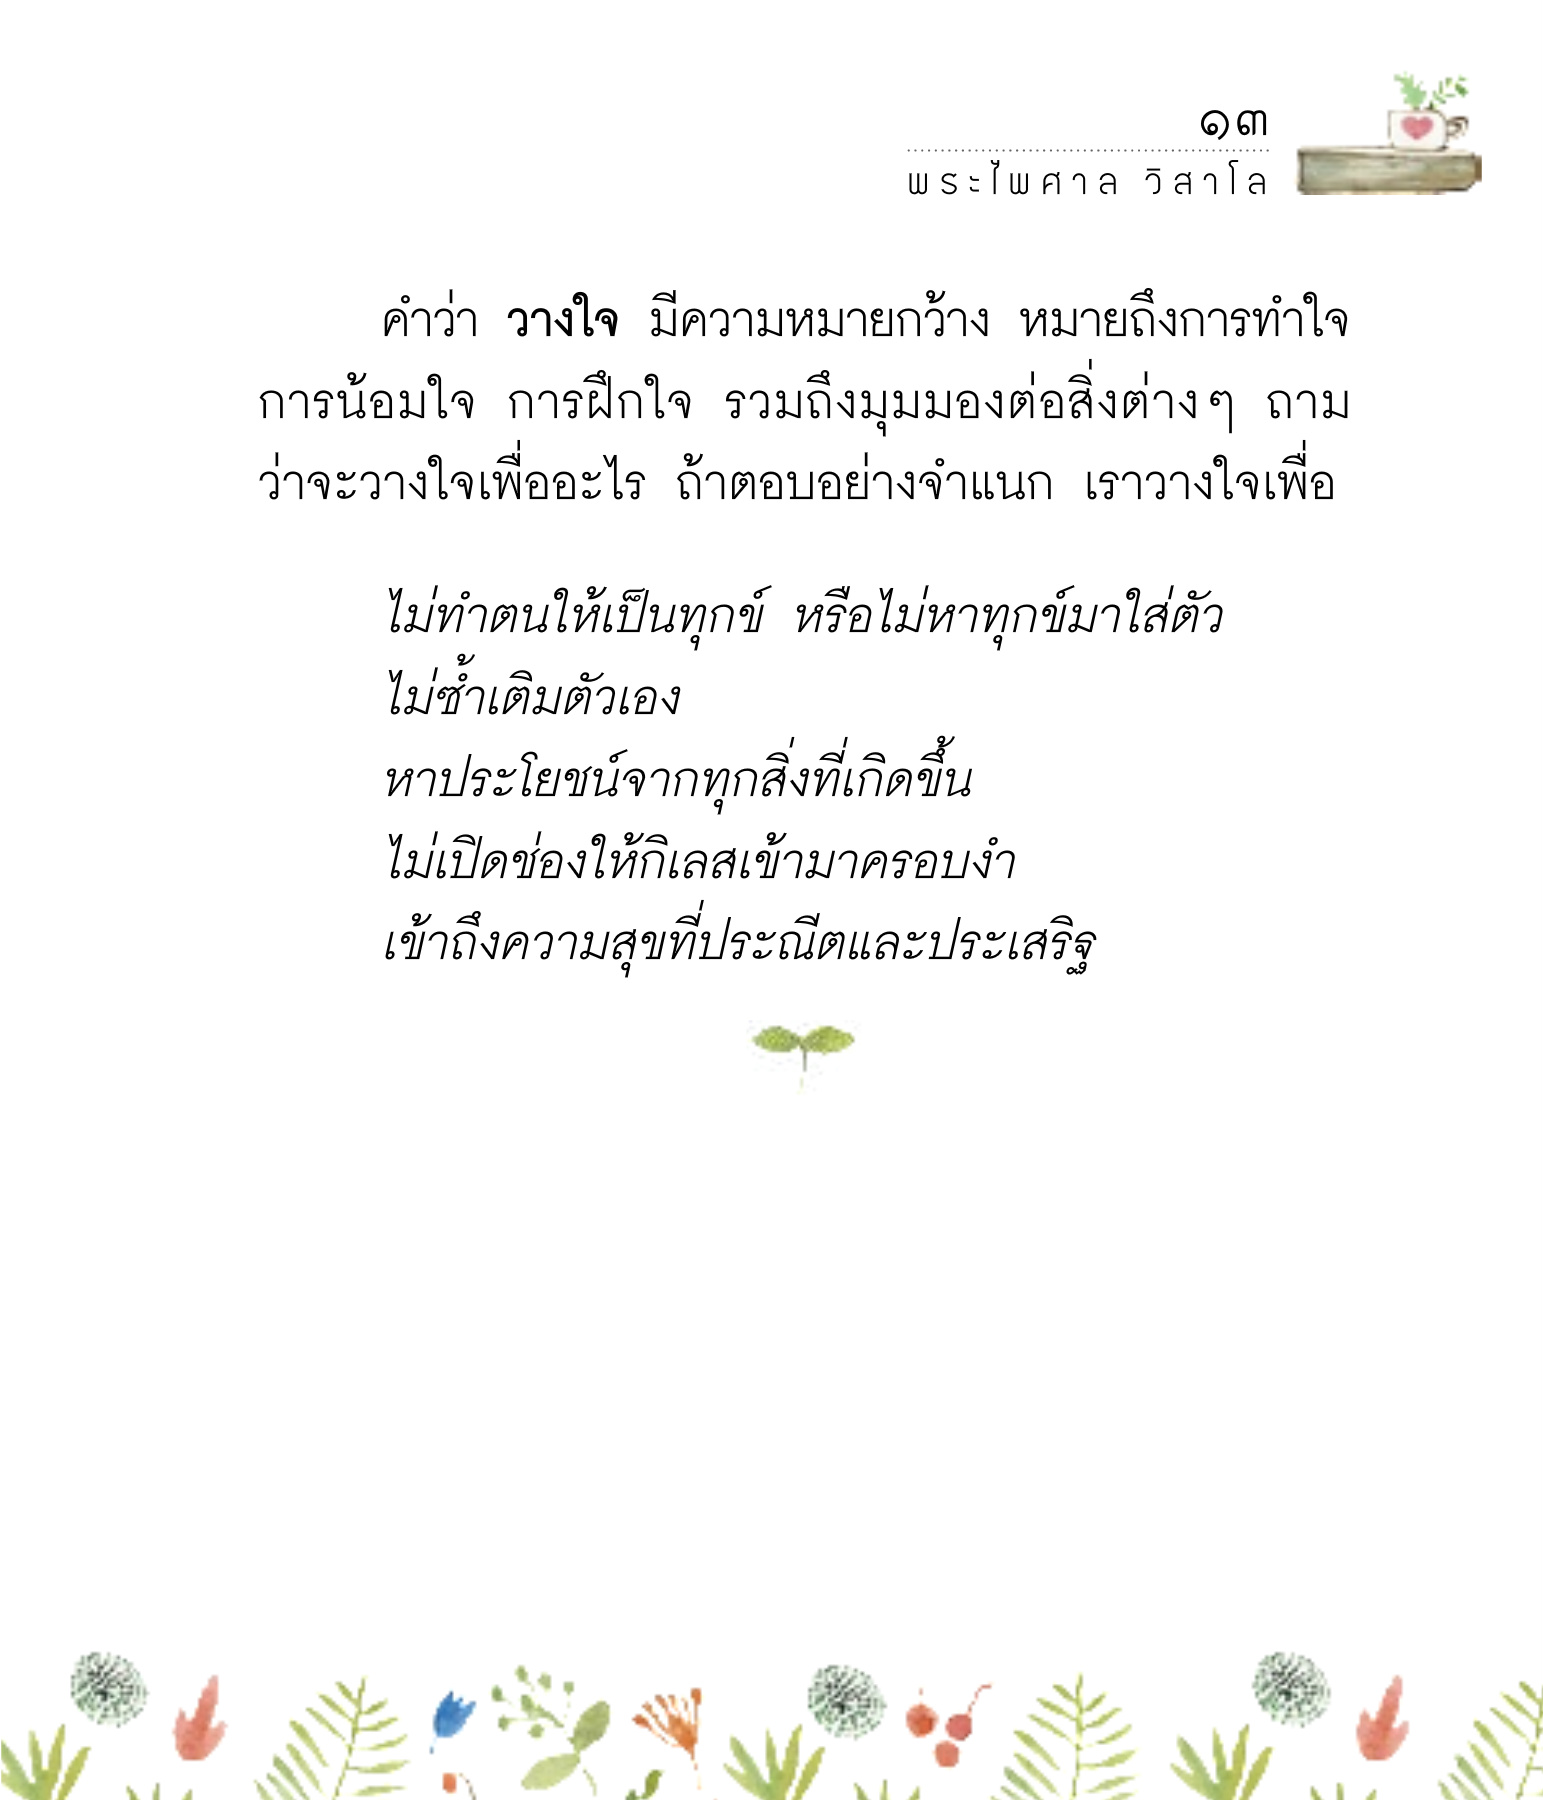 ๑๓
พระไพศาล วิสาโล
คำว่า วางใจ มีความหมายกว้าง หมายถึงการทำใจ
การน้อมใจ การฝึกใจ รวมถึงมุมมองต่อสิ่งต่างๆ ถาม
ว่าจะวางใจเพื่ออะไร ถ้าตอบอย่างจำแนก เราวางใจเพื่อ
ไม่ทำตนให้เป็นทุกข์ หรือไม่หาทุกข์มาใส่ตัว
ไม่ซ้ำเติมตัวเอง
หาประโยชน์จากทุกสิ่งที่เกิดขึ้น
ไม่เปิดช่องให้กิเลสเข้ามาครอบงำ
เข้าถึงความสุขที่ประณีตและประเสริฐ